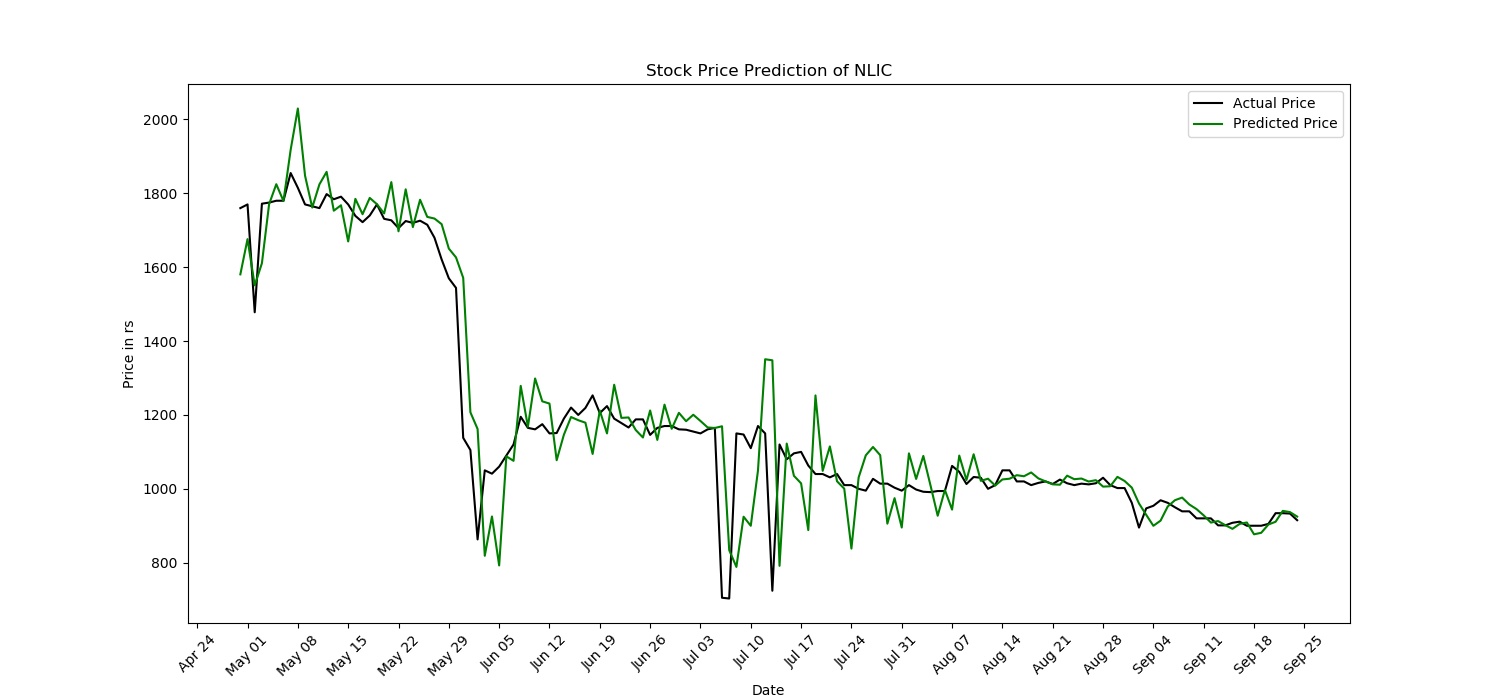 Stock Price Prediction of NLIC
Actual Price
Predicted Price
2000
1800
1600
1400
1200
1000
800
Price in rs
Apr 24
May 01
May 08
May 15
May 22
May 29
Jun 05
Jun 12
Jun 19
Jun 26
Jul 03
Jul 10
Jul 17
Jul 24
Jul 31
Aug 07
Aug 14
Aug 21
Aug 28
Sep 04
Sep 11
Sep 18
Sep 25
Date